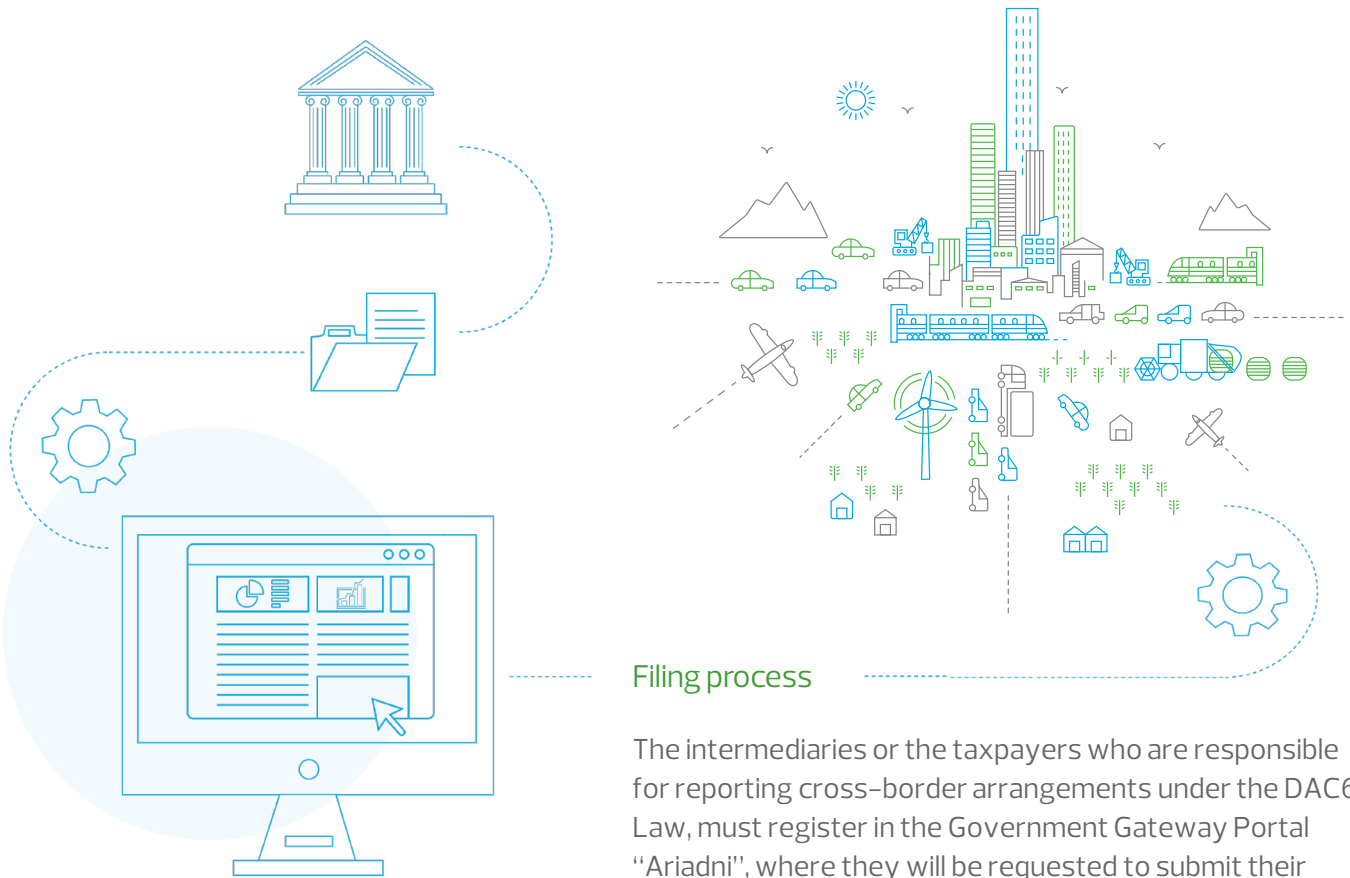 Filing process
The intermediaries or the taxpayers who are responsible
for reporting cross-border arrangements under the DAC6
Law, must register in the Government Gateway Portal
“Ariadni”, where they will be requested to submit their